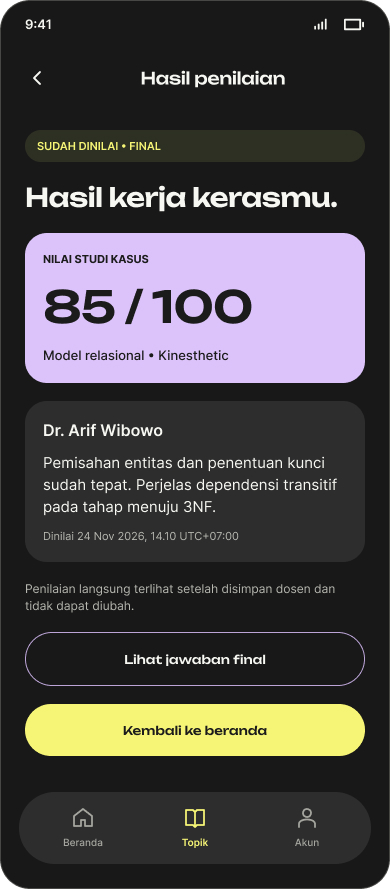 9:41
Hasil penilaian
SUDAH DINILAI • FINAL
Hasil kerja kerasmu.
NILAI STUDI KASUS
85 / 100
Model relasional • Kinesthetic
Dr. Arif Wibowo
Pemisahan entitas dan penentuan kunci
sudah tepat. Perjelas dependensi transitif
pada tahap menuju 3NF.
Dinilai 24 Nov 2026, 14.10 UTC+07:00
Penilaian langsung terlihat setelah disimpan dosen dan
tidak dapat diubah.
Lihat jawaban final
Kembali ke beranda
Beranda
Topik
Akun